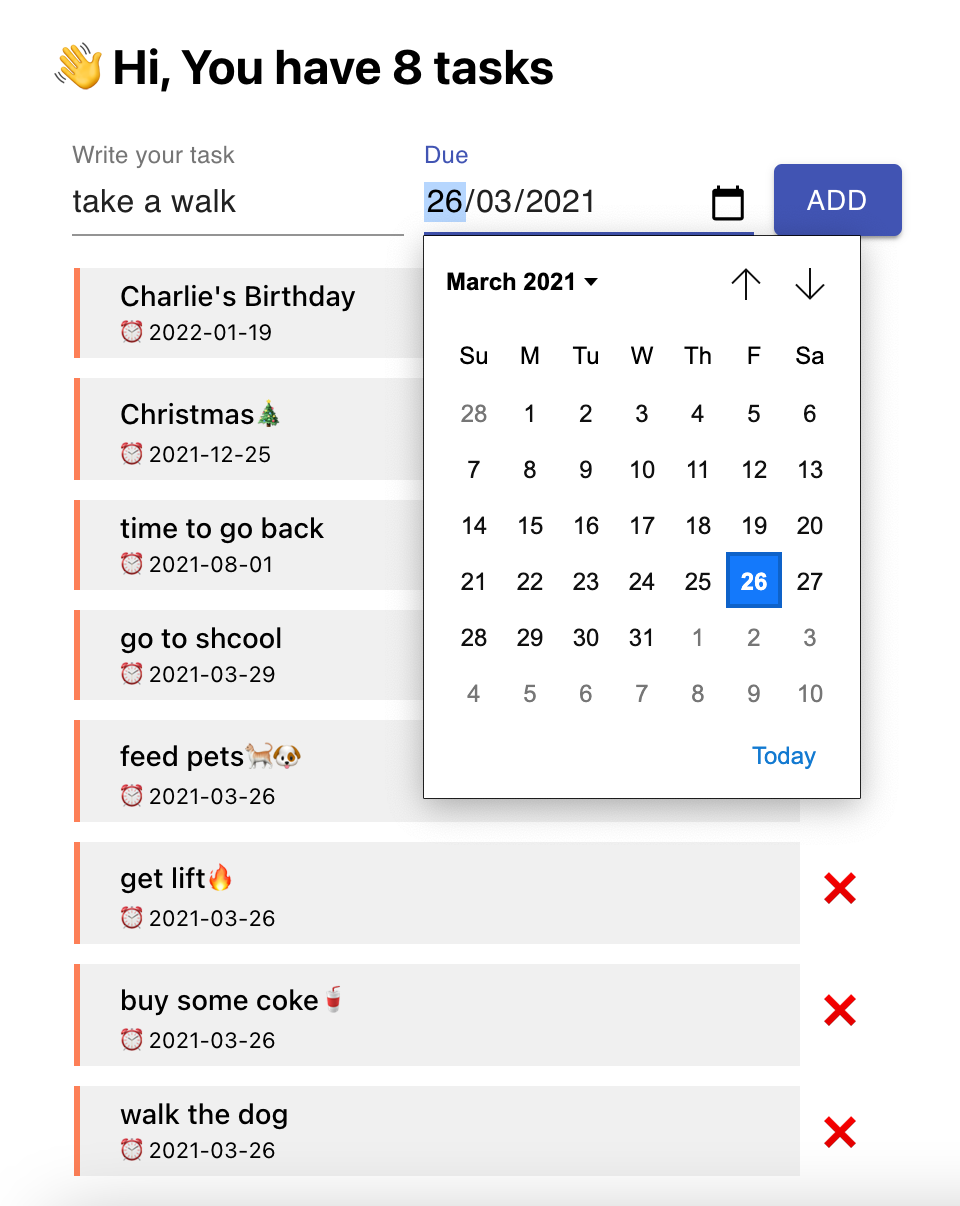 👋 Hi, You have 8 tasks
Write your task
take a walk
Due
26/03/2021
ADD
March 2021
Su M Tu W Th F Sa
28 1 2 3 4 5 6
7 8 9 10 11 12 13
14 15 16 17 18 19 20
21 22 23 24 25 26 27
28 29 30 31 1 2 3
4 5 6 7 8 9 10
Today
Charlie's Birthday
⏰ 2022-01-19
Christmas🎄
⏰ 2021-12-25
time to go back
⏰ 2021-08-01
go to shcool
⏰ 2021-03-29
feed pets🐈🐶
⏰ 2021-03-26
get lift🔥
⏰ 2021-03-26
buy some coke🥤
⏰ 2021-03-26
walk the dog
⏰ 2021-03-26